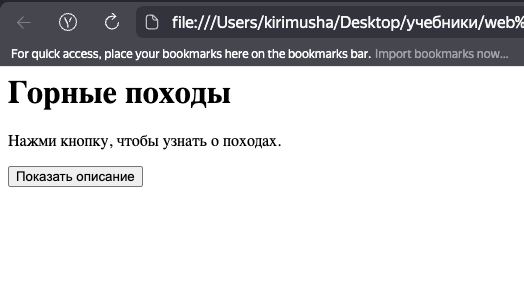 file:///Users/kirimusha/Desktop/учебники/web%
For quick access, place your bookmarks here on the bookmarks bar. Import bookmarks now...
Горные походы
Нажми кнопку, чтобы узнать о походах.
Показать описание